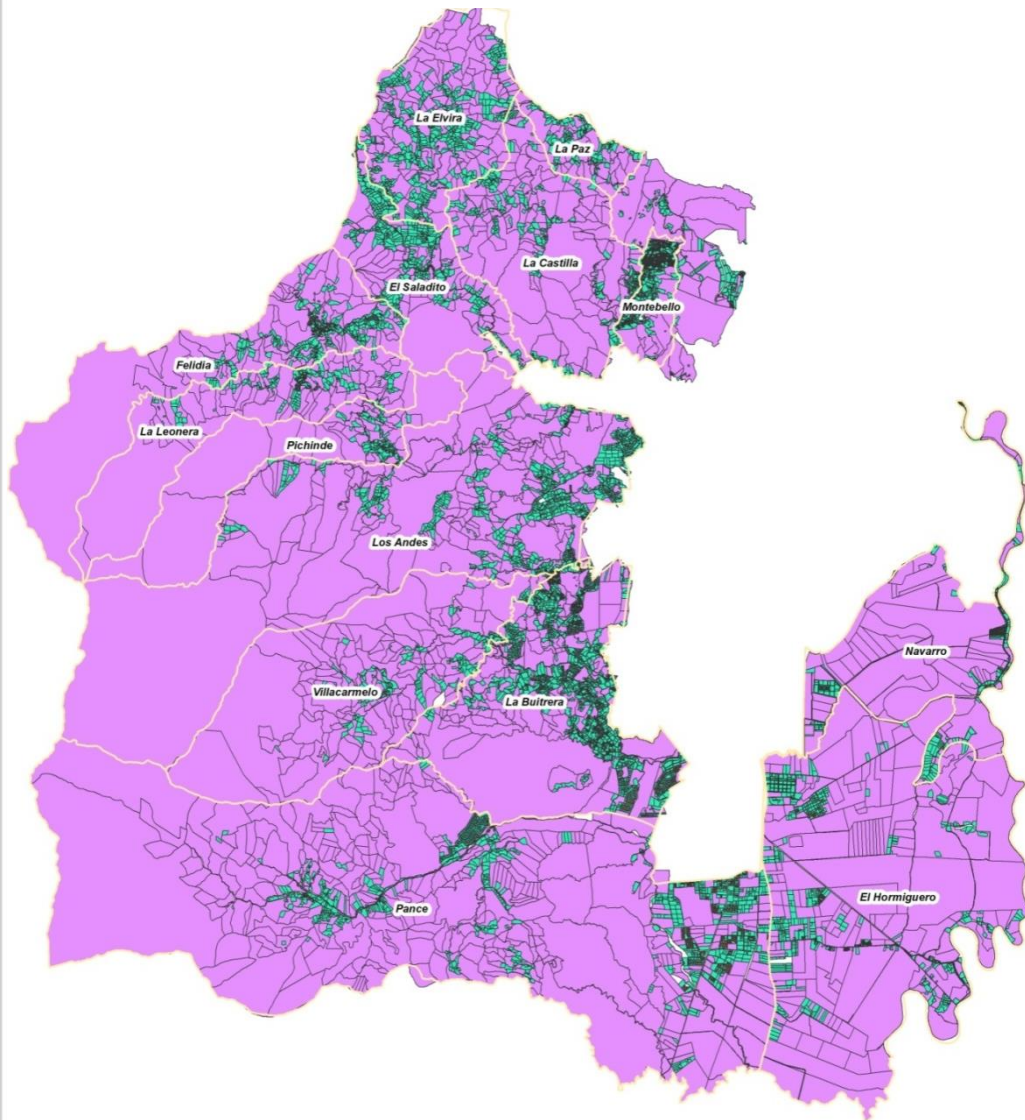 La Elvira
La Paz
La Castilla
El Saladito
Montebello
Felidia
La Leonera
Pichinde
Los Andes
Navarro
Villacarmelo
La Buitrera
El Hormiguero
Pance